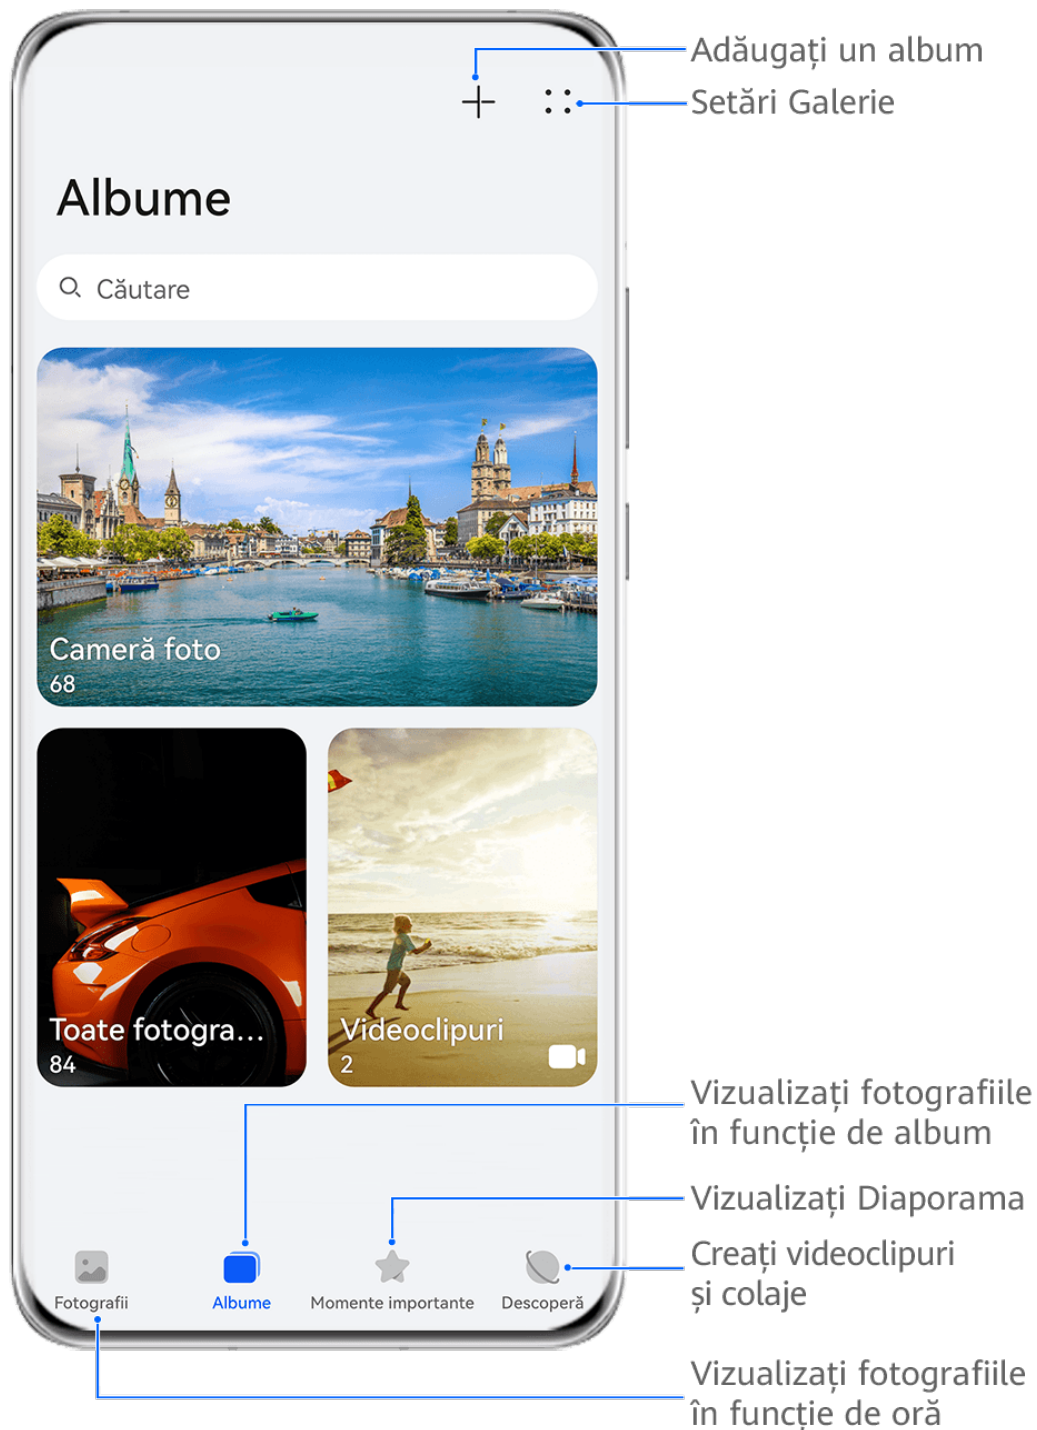 Adăugați un album
Setări Galerie
Albume
Căutare
Cameră foto
68
Toate fotogra...
84
Videoclipuri
2
Vizualizați fotografiile
în funcție de album
Vizualizați Diaporama
Creați videoclipuri
și colaje
Fotografii
Albume
Momente importante
Descoperă
Vizualizați fotografiile
în funcție de oră